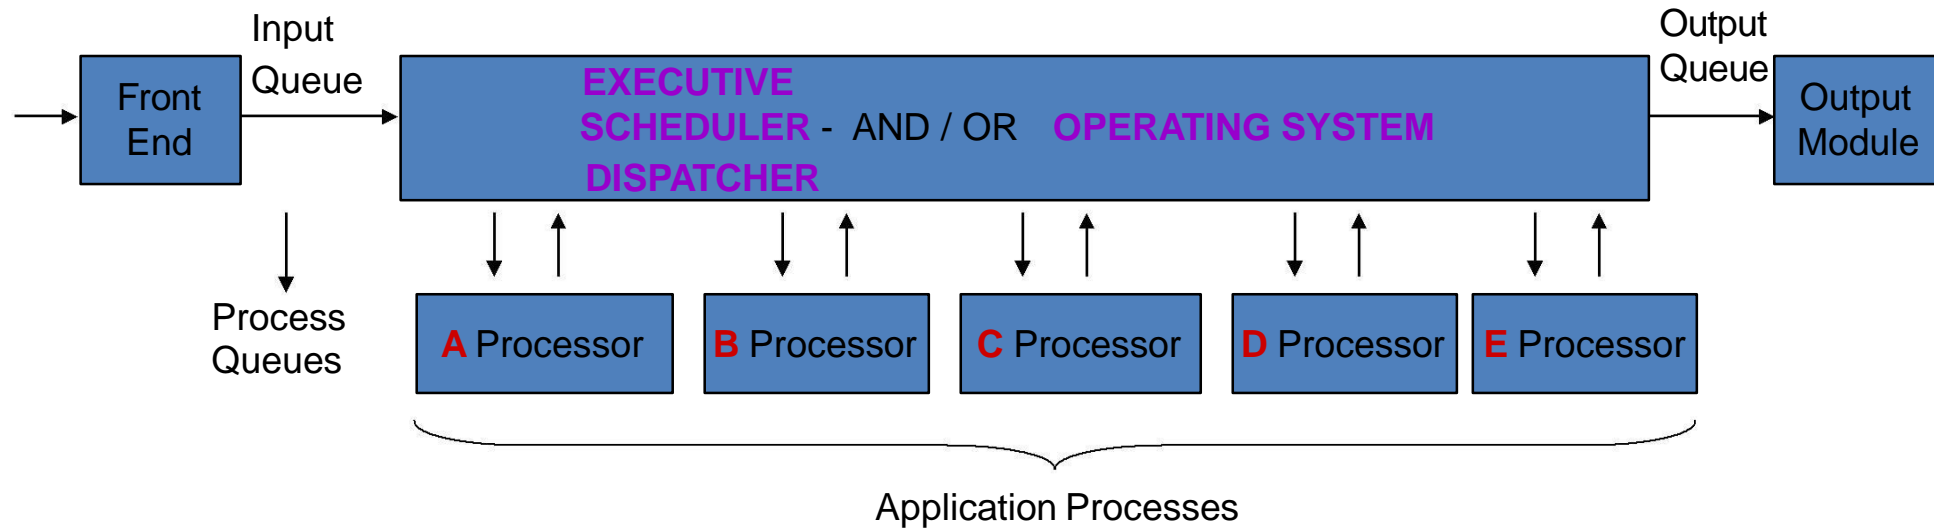 Input
Queue
Front
End
EXECUTIVE
SCHEDULER - AND / OR OPERATING SYSTEM
DISPATCHER
Output
Queue
Output
Module
Process
Queues
A Processor
B Processor
C Processor
D Processor
E Processor
Application Processes